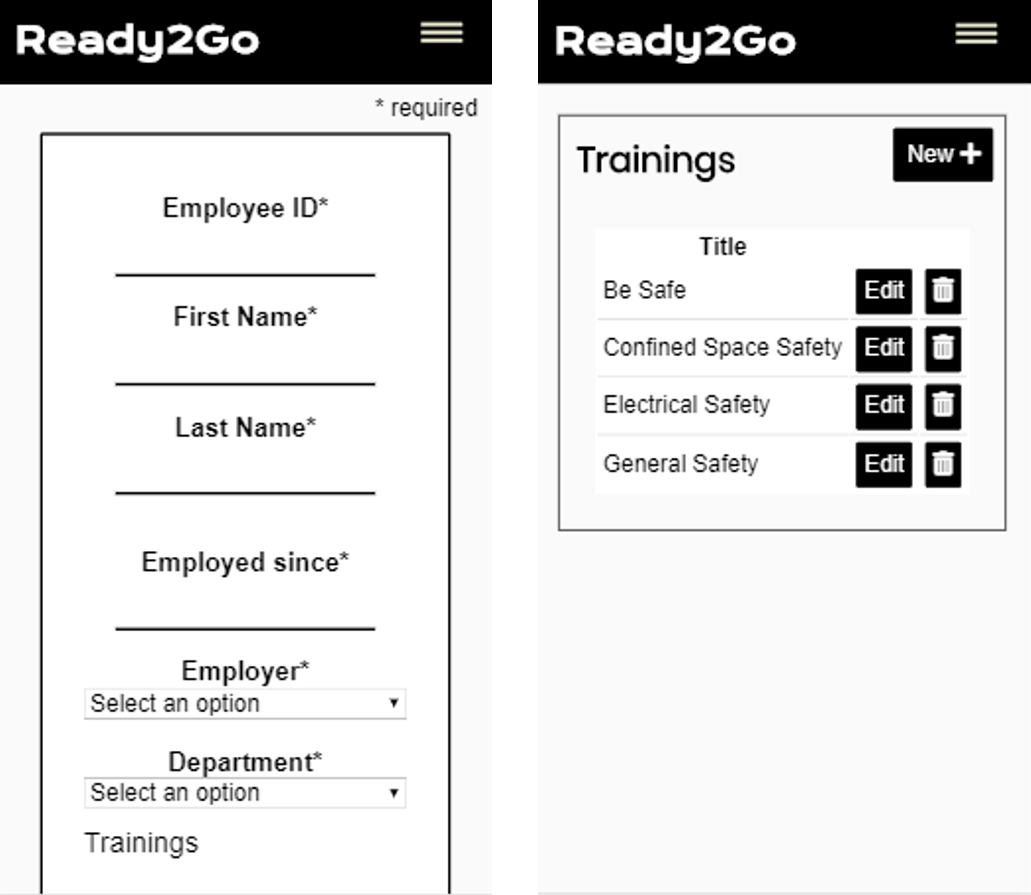 Ready2Go
* required
Employee ID*
First Name*
Last Name*
Employed since*
Employer*
Select an option
Department*
Select an option
Trainings
Ready2Go
Trainings
New
Title
Be Safe Edit
Confined Space Safety Edit
Electrical Safety Edit
General Safety Edit